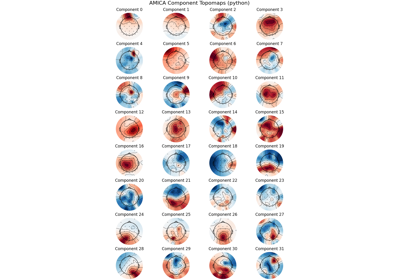 AMICA Component Topomaps (python)
Component 0 Component 1 Component 2 Component 3
Component 4 Component 5 Component 6 Component 7
Component 8 Component 9 Component 10 Component 11
Component 12 Component 13 Component 14 Component 15
Component 16 Component 17 Component 18 Component 19
Component 20 Component 21 Component 22 Component 23
Component 24 Component 25 Component 26 Component 27
Component 28 Component 29 Component 30 Component 31